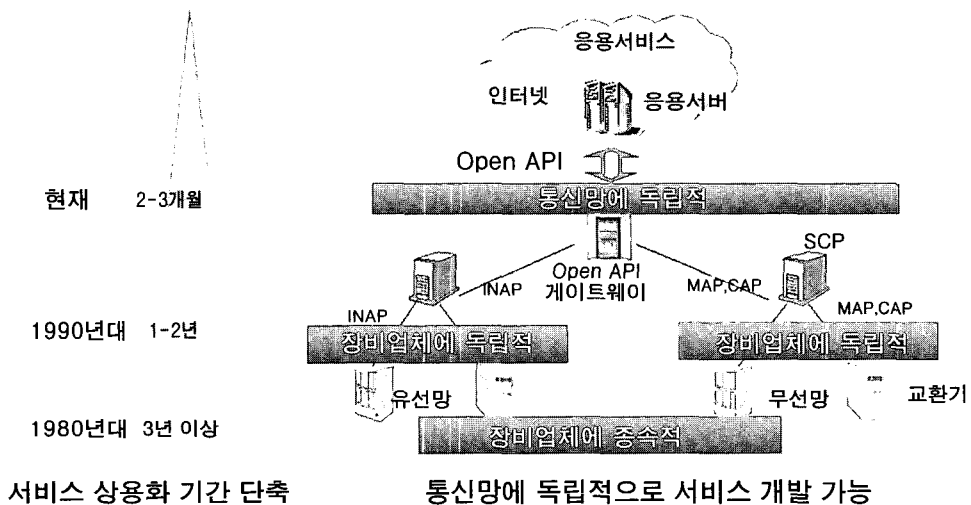 응용서비스
인터넷
응용서버
Open API
현재 2-3개월
통신망에 독립적
SCP
Open API
게이트웨이
INAP
MAP,CAP
INAP
MAP,CAP
1990년대 1-2년
장비업체에 독립적
장비업체에 독립적
유선망
무선망
교환기
1980년대 3년 이상
장비업체에 종속적
서비스 상용화 기간 단축
통신망에 독립적으로 서비스 개발 가능